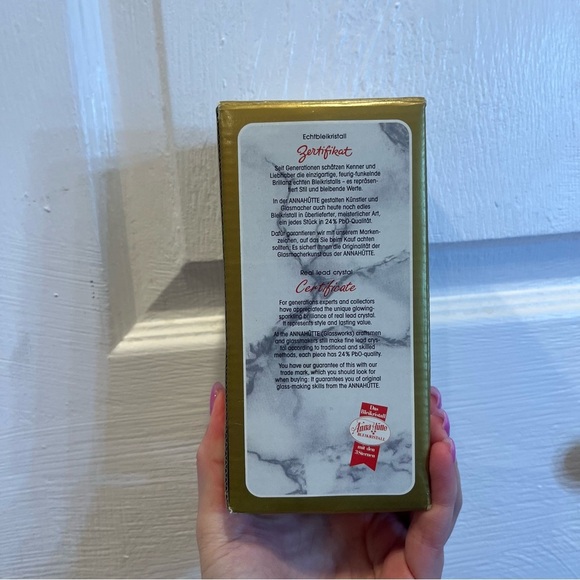 Echtbleikristall
Zertifikat
Seit Generationen schätzen Kenner und
Liebhaber die einzigartige, feurig-funkelnde
Brillanz echten Bleikristalls – es repräsen-
tiert Stil und bleibende Werte.
In der ANNAHÜTTE gestalten Künstler und
Glasmacher auch heute noch edles
Bleikristall in überlieferter, meisterlicher Art,
ein jedes Stück in 24% PbO-Qualität.
Dafür garantieren wir mit unserem Marken-
zeichen, auf das Sie beim Kauf achten
sollten: Es sichert Ihnen die Originalität der
Glasmacherkunst aus der ANNAHÜTTE.
Real lead crystal
Certificate
For generations experts and collectors
have appreciated the unique glowing-
sparkling brilliance of real lead crystal.
It represents style and lasting value.
At the ANNAHÜTTE (Glassworks) craftsmen
and glassmakers still make fine lead crys-
tal according to traditional and skilled
methods, each piece has 24% PbO-quality.
You have our guarantee of this with our
trade mark, which you should look for
when buying: it guarantees you of original
glass-making skills from the ANNAHÜTTE.
Das
Bleikristall
Anna Hütte
BLEIKRISTALL
mit den
3 Sternen